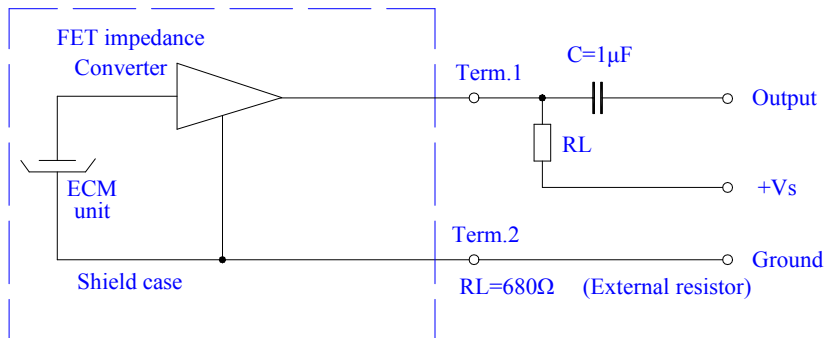 FET impedance
Converter
Term.1
C=1μF
Output
RL
+Vs
ECM
unit
Term.2
Ground
Shield case
RL=680Ω (External resistor)